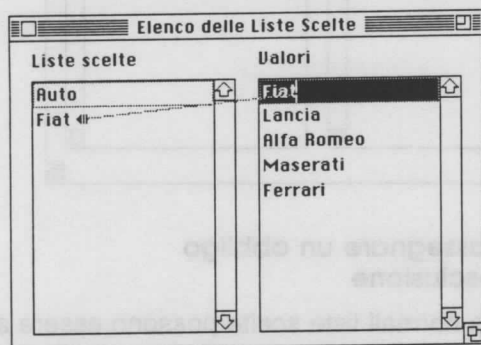 Elenco delle Liste Scelte
Liste scelte
Valori
Auto
Fiat
Fiat
Lancia
Alfa Romeo
Maserati
Ferrari